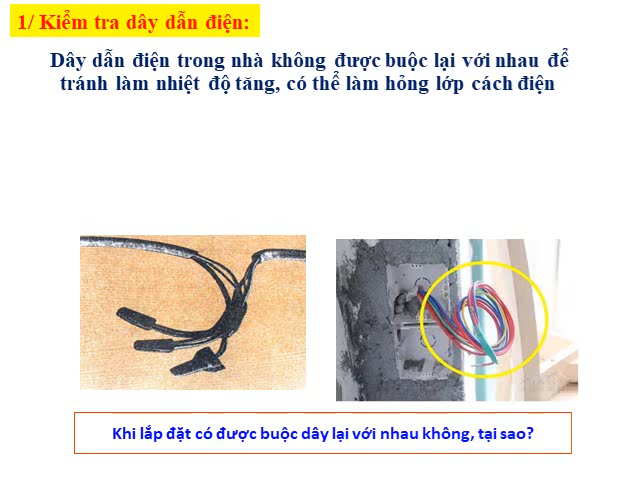 1/ Kiểm tra dây dẫn điện:
Dây dẫn điện trong nhà không được buộc lại với nhau để
tránh làm nhiệt độ tăng, có thể làm hỏng lớp cách điện
Khi lắp đặt có được buộc dây lại với nhau không, tại sao?